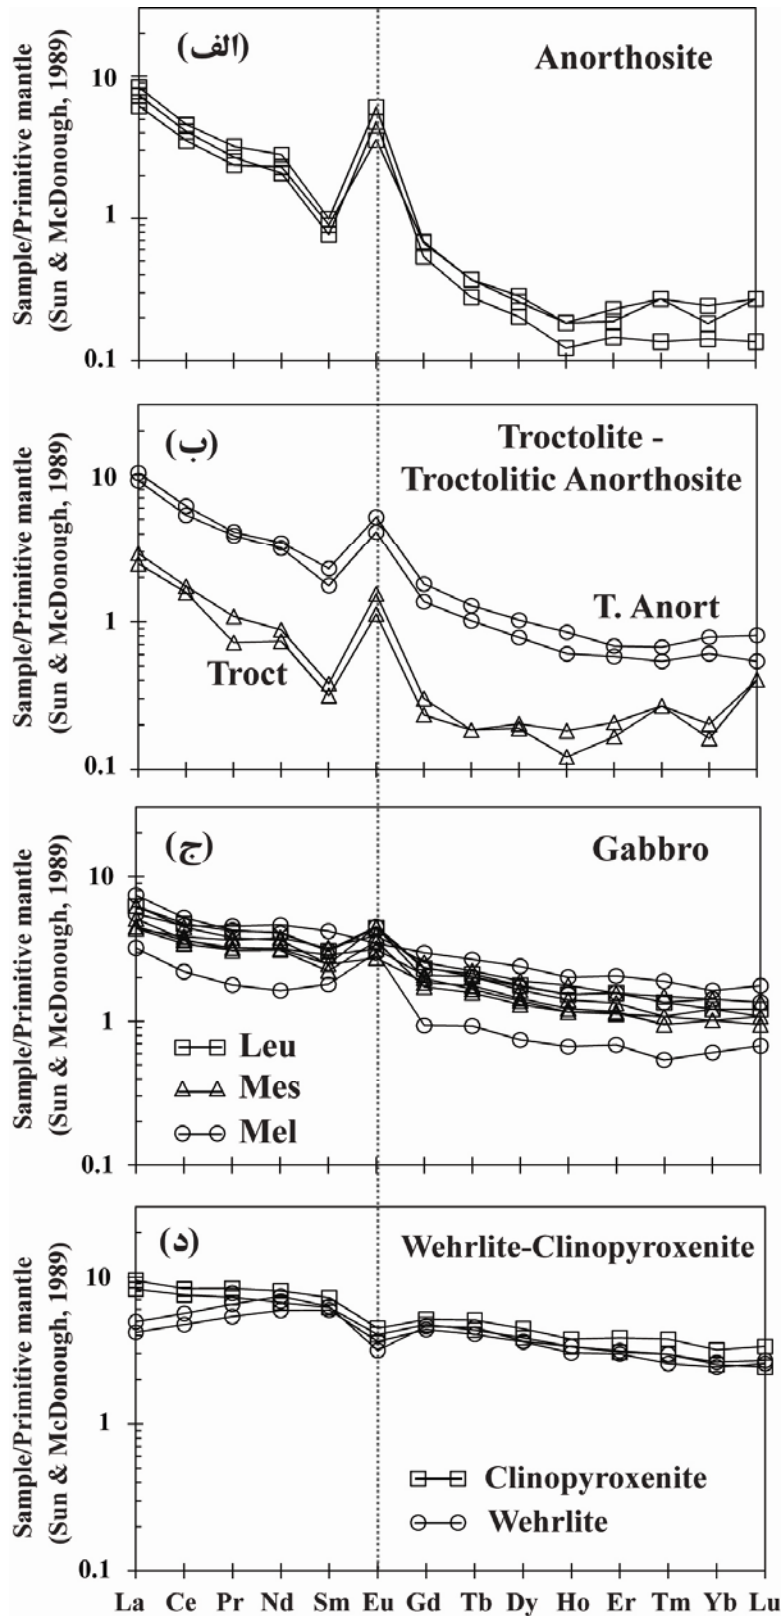 Sample/Primitive mantle
(Sun & McDonough, 1989)
(الف)
Anorthosite
10
1
0.1
Sample/Primitive mantle
(Sun & McDonough, 1989)
(ب)
Troctolite -
Troctolitic Anorthosite
10
1
0.1
T. Anort
Troct
Sample/Primitive mantle
(Sun & McDonough, 1989)
(ج)
Gabbro
10
1
0.1
Leu
Mes
Mel
Sample/Primitive mantle
(Sun & McDonough, 1989)
(د)
Wehrlite-Clinopyroxenite
10
1
0.1
Clinopyroxenite
Wehrlite
La Ce Pr Nd Sm Eu Gd Tb Dy Ho Er Tm Yb Lu